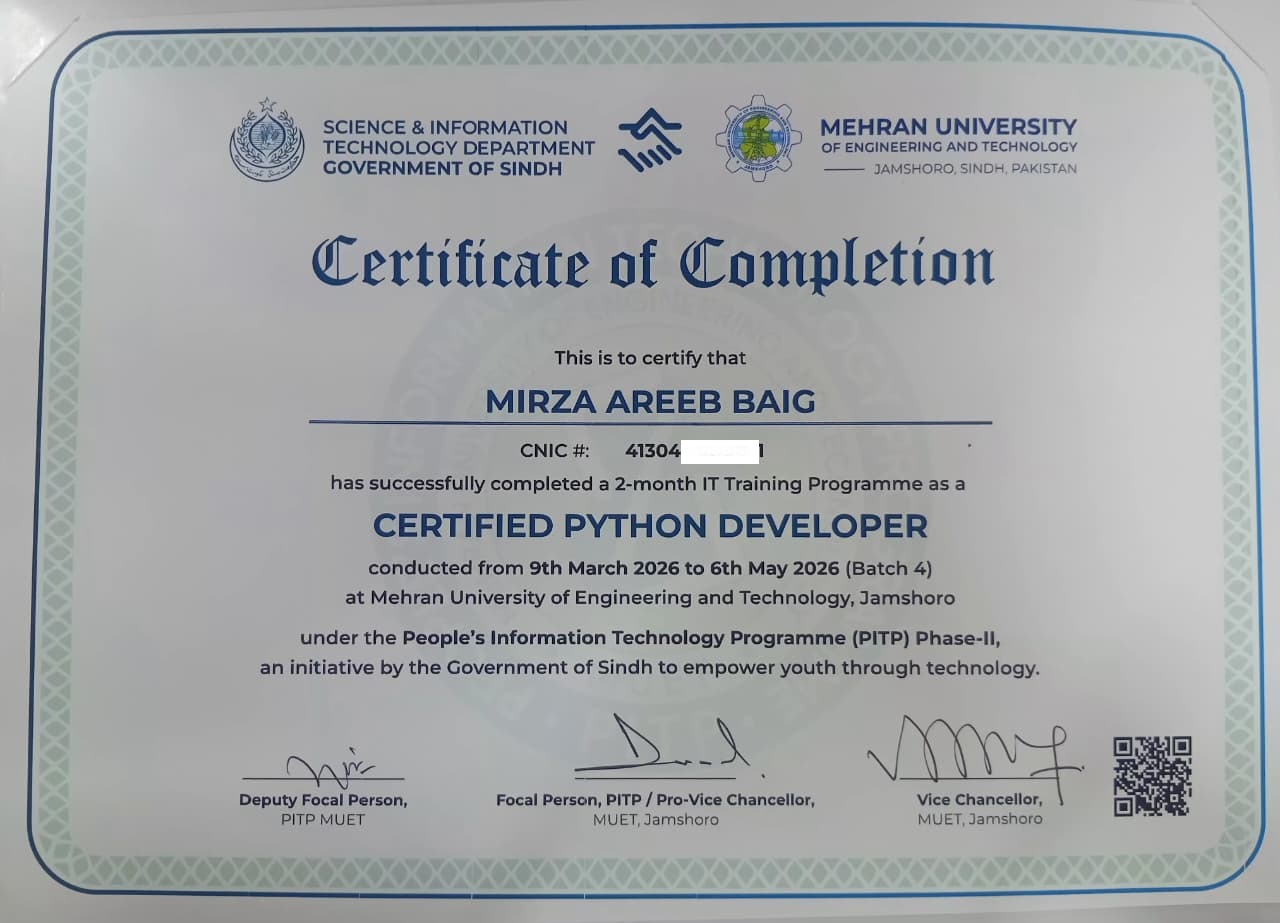 SCIENCE & INFORMATION
TECHNOLOGY DEPARTMENT
GOVERNMENT OF SINDH
MEHRAN UNIVERSITY
OF ENGINEERING AND TECHNOLOGY
JAMSHORO, SINDH, PAKISTAN
Certificate of Completion
This is to certify that
MIRZA AREEB BAIG
CNIC #: 41304 1
has successfully completed a 2-month IT Training Programme as a
CERTIFIED PYTHON DEVELOPER
conducted from 9th March 2026 to 6th May 2026 (Batch 4)
at Mehran University of Engineering and Technology, Jamshoro
under the People's Information Technology Programme (PITP) Phase-II,
an initiative by the Government of Sindh to empower youth through technology.
Deputy Focal Person,
PITP MUET
Focal Person, PITP / Pro-Vice Chancellor,
MUET, Jamshoro
Vice Chancellor,
MUET, Jamshoro